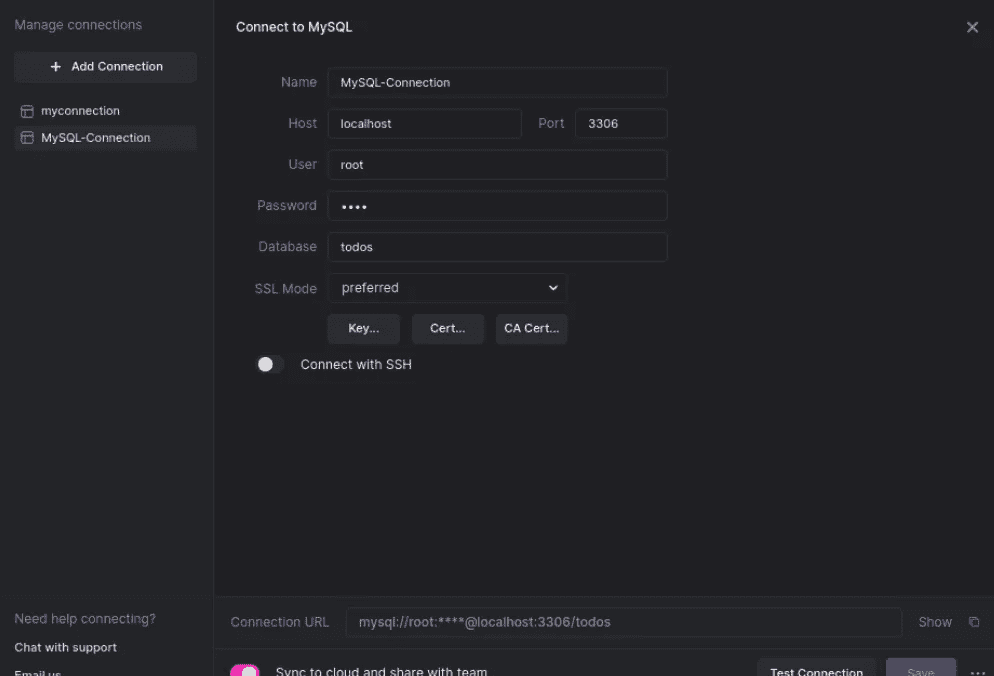 Manage connections
Add Connection
myconnection
MySQL-Connection
Need help connecting?
Chat with support
Email us
Connect to MySQL
Name MySQL-Connection
Host localhost Port 3306
User root
Password ••••
Database todos
SSL Mode preferred
Key... Cert... CA Cert...
Connect with SSH
Connection URL mysql://root:****@localhost:3306/todos Show
Sync to cloud and share with team Test Connection Save ...